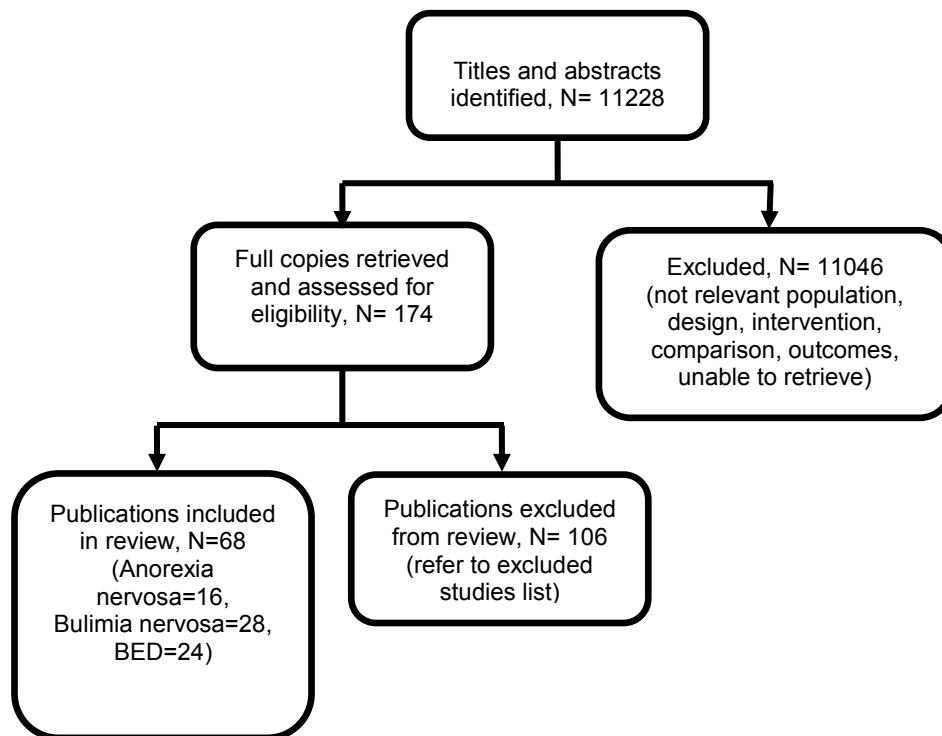 Titles and abstracts
identified, N= 11228
Full copies retrieved
and assessed for
eligibility, N= 174
Excluded, N= 11046
(not relevant population,
design, intervention,
comparison, outcomes,
unable to retrieve)
Publications included
in review, N=68
(Anorexia
nervosa=16,
Bulimia nervosa=28,
BED=24)
Publications excluded
from review, N= 106
(refer to excluded
studies list)